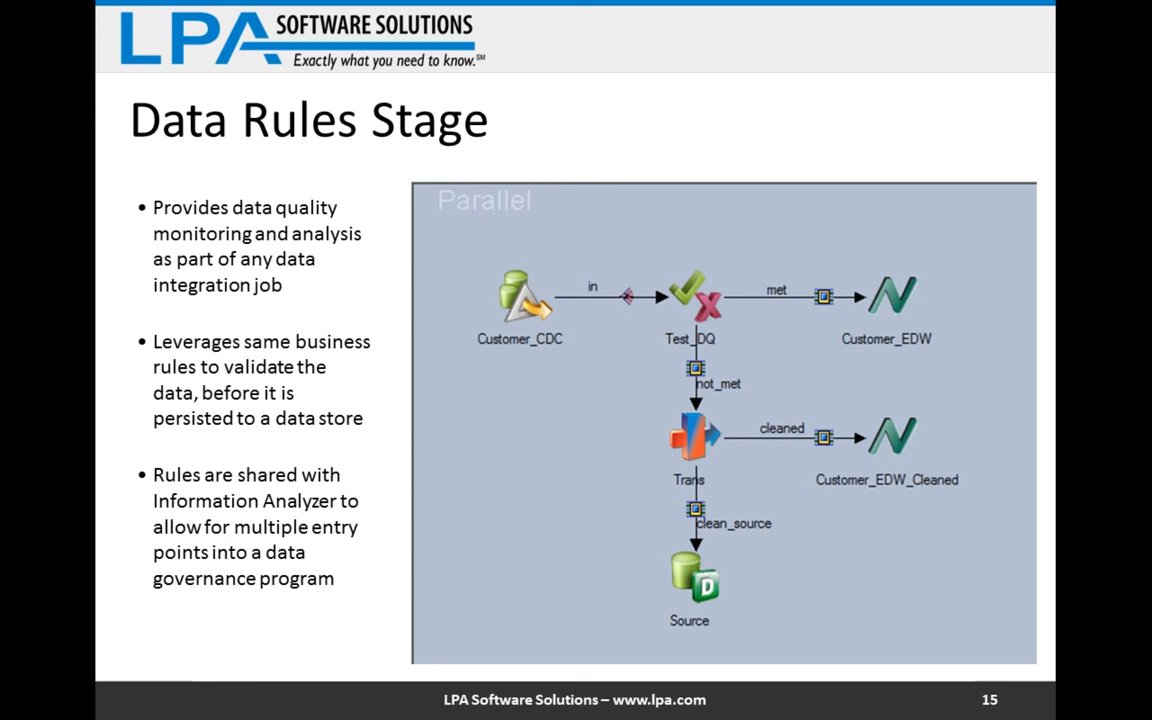 LPA SOFTWARE SOLUTIONS
Exactly what you need to know.℠
Data Rules Stage
• Provides data quality
monitoring and analysis
as part of any data
integration job
• Leverages same business
rules to validate the
data, before it is
persisted to a data store
• Rules are shared with
Information Analyzer to
allow for multiple entry
points into a data
governance program
Parallel
in
met
Customer_CDC
Test_DQ
Customer_EDW
not_met
cleaned
Trans
Customer_EDW_Cleaned
clean_source
D
Source
LPA Software Solutions – www.lpa.com
15